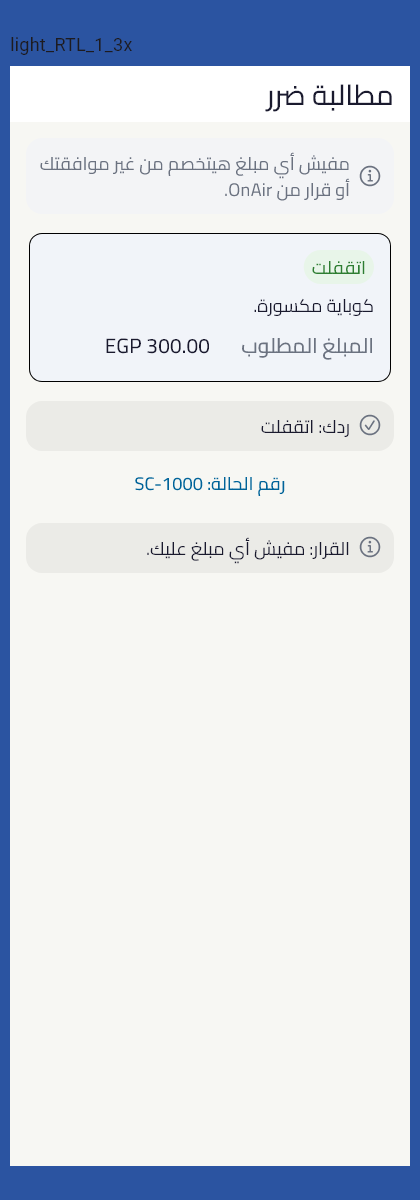 light_RTL_1_3x
مطالبة ضرر
مفيش أي مبلغ هيتخصم من غير موافقتك
أو قرار من OnAir.
اتقفلت
كوباية مكسورة.
المبلغ المطلوب EGP 300.00
ردك: اتقفلت
رقم الحالة: SC-1000
القرار: مفيش أي مبلغ عليك.